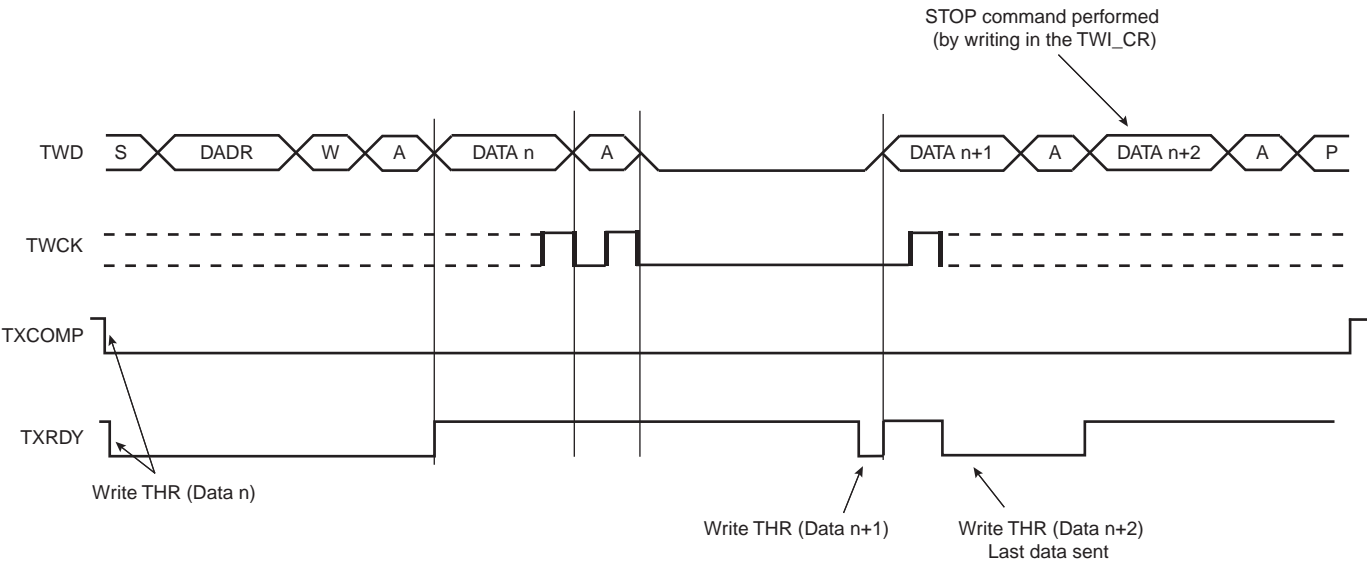 STOP command performed
(by writing in the TWI_CR)
TWD S DADR W A DATA n A DATA n+1 A DATA n+2 A P
TWCK
TXCOMP
TXRDY
Write THR (Data n)
Write THR (Data n+1)
Write THR (Data n+2)
Last data sent